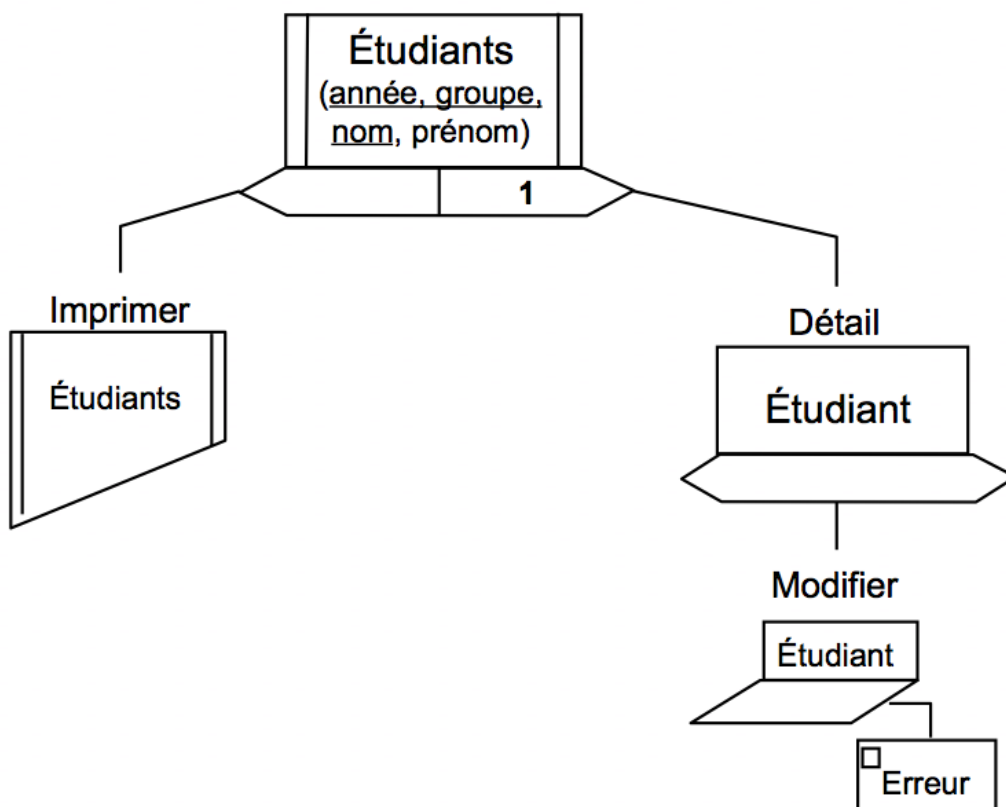 Étudiants
(année, groupe,
nom, prénom)
1
Imprimer
Étudiants
Détail
Étudiant
Modifier
Étudiant
Erreur